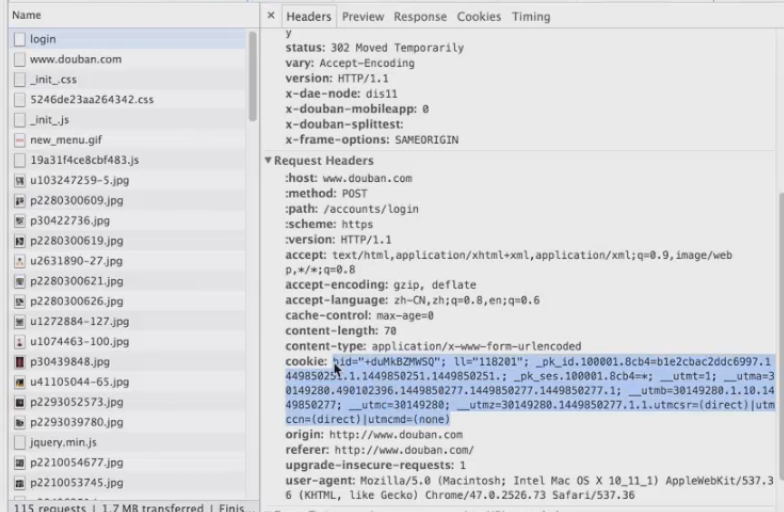 Name
login
www.douban.com
_init_.css
5246de23aa264342.css
_init_.js
new_menu.gif
19a31f4ce8cbf483.js
u103247259-5.jpg
p2280300609.jpg
p30422736.jpg
p2280300619.jpg
u2631890-27.jpg
p2280300621.jpg
p2280300626.jpg
u1272884-127.jpg
u1074463-100.jpg
p30439848.jpg
u41105044-65.jpg
p2293052573.jpg
p2293039780.jpg
jquery.min.js
p2210054677.jpg
p2210053745.jpg
115 requests | 1.7 MB transferred | Finis...
× Headers Preview Response Cookies Timing
y
status: 302 Moved Temporarily
vary: Accept-Encoding
version: HTTP/1.1
x-dae-node: dis11
x-douban-mobileapp: 0
x-douban-splittest:
x-frame-options: SAMEORIGIN
▼Request Headers
:host: www.douban.com
:method: POST
:path: /accounts/login
:scheme: https
:version: HTTP/1.1
accept: text/html,application/xhtml+xml,application/xml;q=0.9,image/web
p,*/*;q=0.8
accept-encoding: gzip, deflate
accept-language: zh-CN,zh;q=0.8,en;q=0.6
cache-control: max-age=0
content-length: 70
content-type: application/x-www-form-urlencoded
cookie: bid="+duMkBZMWSQ"; ll="118201"; _pk_id.100001.8cb4=b1e2cbac2ddc6997.1
449850251.1.1449850251.1449850251.; _pk_ses.100001.8cb4=*; __utmt=1; __utma=3
0149280.490102396.1449850277.1449850277.1449850277.1; __utmb=30149280.1.10.14
49850277; __utmc=30149280; __utmz=30149280.1449850277.1.1.utmcsr=(direct)|utm
ccn=(direct)|utmcmd=(none)
origin: http://www.douban.com
referer: http://www.douban.com/
upgrade-insecure-requests: 1
user-agent: Mozilla/5.0 (Macintosh; Intel Mac OS X 10_11_1) AppleWebKit/537.3
6 (KHTML, like Gecko) Chrome/47.0.2526.73 Safari/537.36